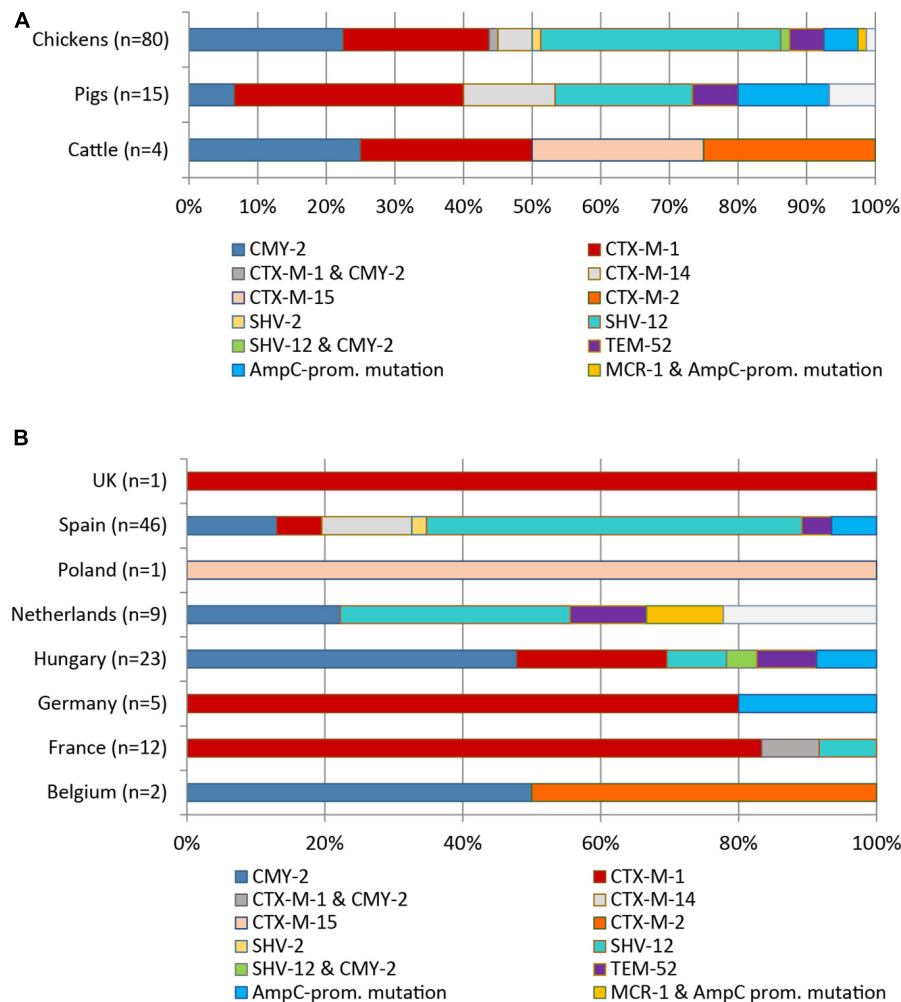 A
Chickens (n=80)
Pigs (n=15)
Cattle (n=4)
0% 10% 20% 30% 40% 50% 60% 70% 80% 90% 100%
CMY-2 CTX-M-1
CTX-M-1 & CMY-2 CTX-M-14
CTX-M-15 CTX-M-2
SHV-2 SHV-12
SHV-12 & CMY-2 TEM-52
AmpC-prom. mutation MCR-1 & AmpC-prom. mutation
B
UK (n=1)
Spain (n=46)
Poland (n=1)
Netherlands (n=9)
Hungary (n=23)
Germany (n=5)
France (n=12)
Belgium (n=2)
0% 20% 40% 60% 80% 100%
CMY-2 CTX-M-1
CTX-M-1 & CMY-2 CTX-M-14
CTX-M-15 CTX-M-2
SHV-2 SHV-12
SHV-12 & CMY-2 TEM-52
AmpC-prom. mutation MCR-1 & AmpC prom. mutation